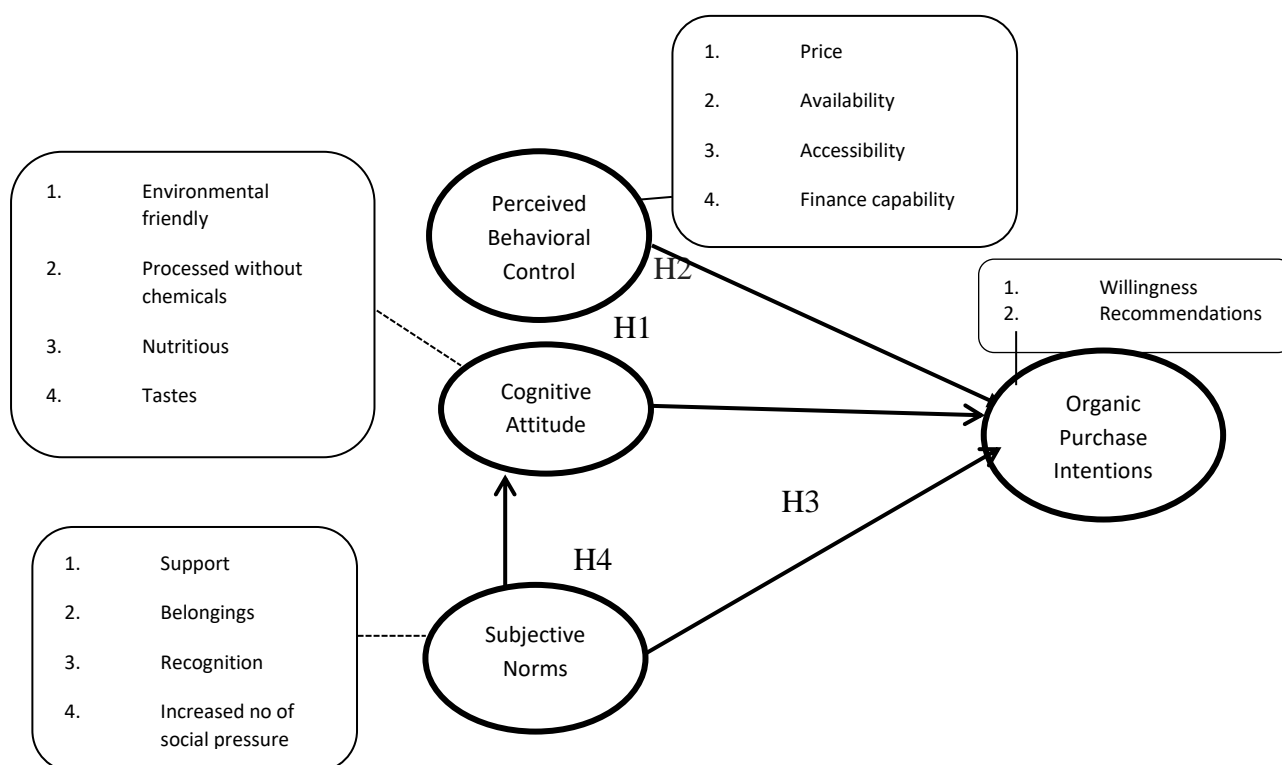 1. Price
2. Availability
3. Accessibility
4. Finance capability
1. Environmental
friendly
2. Processed without
chemicals
3. Nutritious
4. Tastes
Perceived
Behavioral
Control
H2
1. Willingness
2. Recommendations
H1
Cognitive
Attitude
Organic
Purchase
Intentions
H3
1. Support
2. Belongings
3. Recognition
4. Increased no of
social pressure
H4
Subjective
Norms